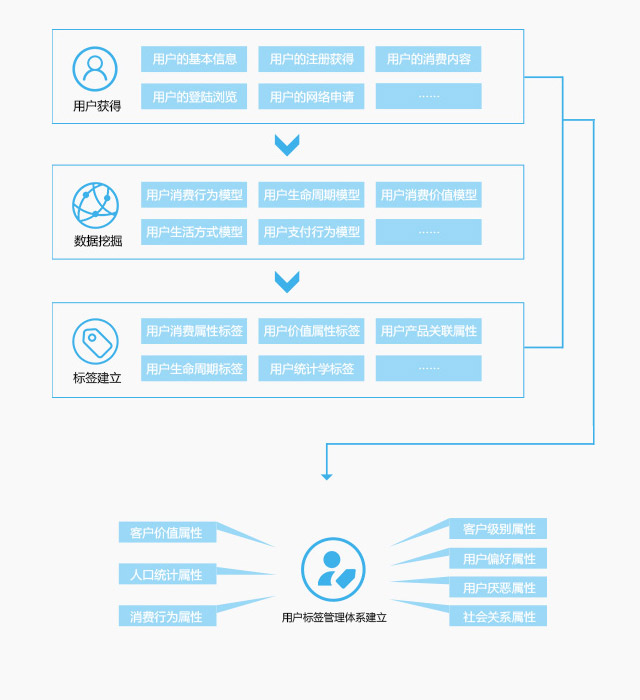 用户的基本信息 用户的注册获得 用户的消费内容
用户获得
用户的登陆浏览 用户的网络申请 ······
用户消费行为模型 用户生命周期模型 用户消费价值模型
用户生活方式模型 用户支付行为模型 ······
数据挖掘
用户消费属性标签 用户价值属性标签 用户产品关联属性
用户生命周期标签 用户统计学标签 ······
标签建立
客户价值属性
人口统计属性
消费行为属性
用户标签管理体系建立
客户级别属性
用户偏好属性
用户厌恶属性
社会关系属性